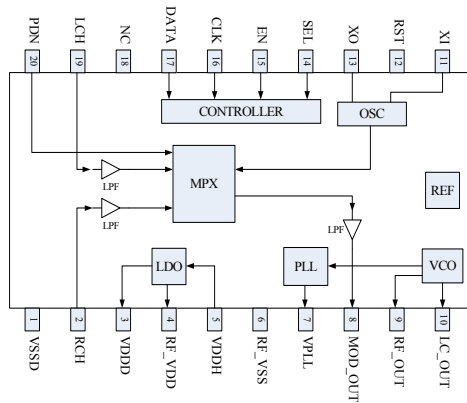 PDN LCH NC DATA CLK EN SEL XO RST XI
20 19 18 17 16 15 14 13 12 11
CONTROLLER
OSC
LPF
MPX
REF
LPF
LPF
LDO
PLL
VCO
1 2 3 4 5 6 7 8 9 10
VSSD RCH VDDD RF_VDD VDDH RF_VSS VPLL MOD_OUT RF_OUT LC_OUT